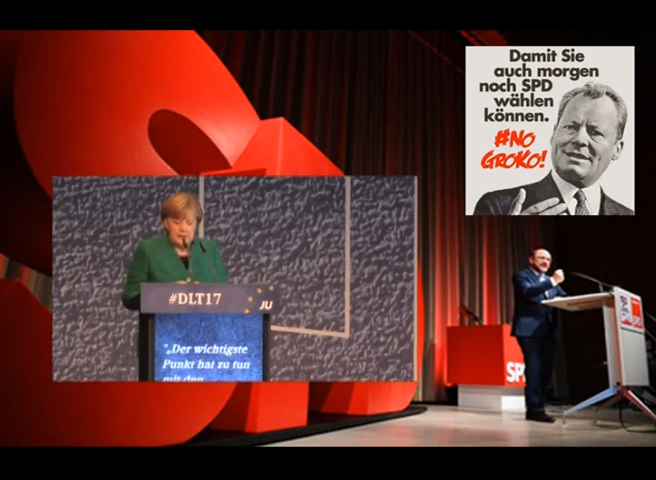 Damit Sie
auch morgen
noch SPD
wählen
können.
#NO
GROKO!
#DLT17
JU
"Der wichtigste
Punkt hat zu tun
mit den
SPD